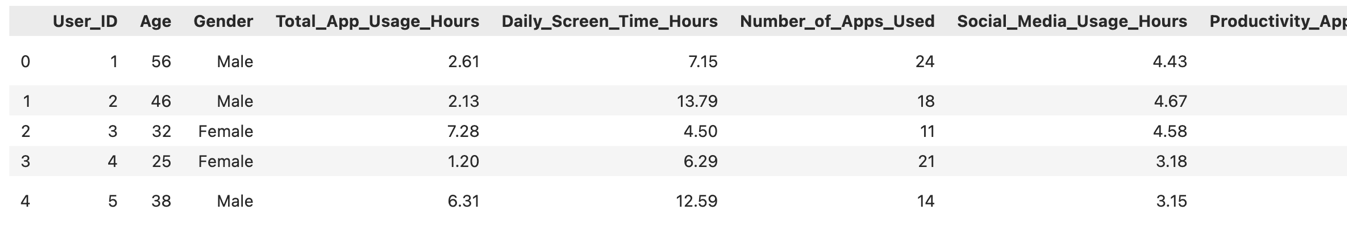 User_ID Age Gender Total_App_Usage_Hours Daily_Screen_Time_Hours Number_of_Apps_Used Social_Media_Usage_Hours
0 1 56 Male 2.61 7.15 24 4.43
1 2 46 Male 2.13 13.79 18 4.67
2 3 32 Female 7.28 4.50 11 4.58
3 4 25 Female 1.20 6.29 21 3.18
4 5 38 Male 6.31 12.59 14 3.15